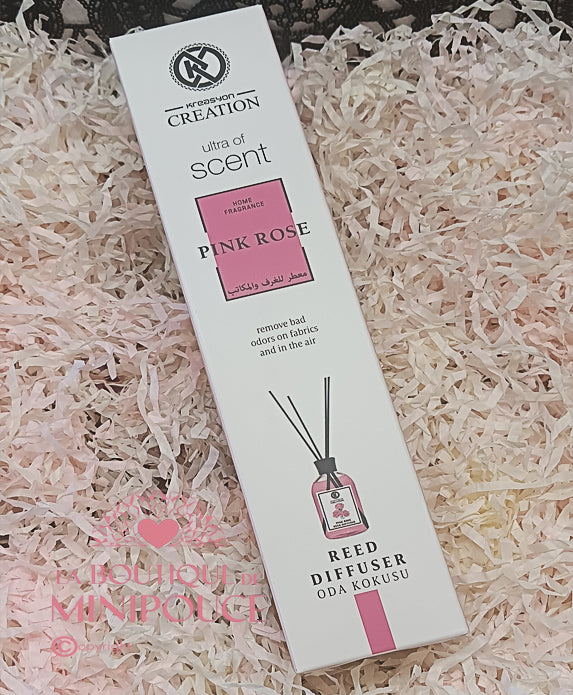 Kreasyon
CREATION
ultra of
scent
HOME
FRAGRANCE
PINK ROSE
معطر للغرف والمكاتب
remove bad
odors on fabrics
and in the air
REED
DIFFUSER
ODA KOKUSU
LA BOUTIQUE DE
MINIPOUCE
©opyright